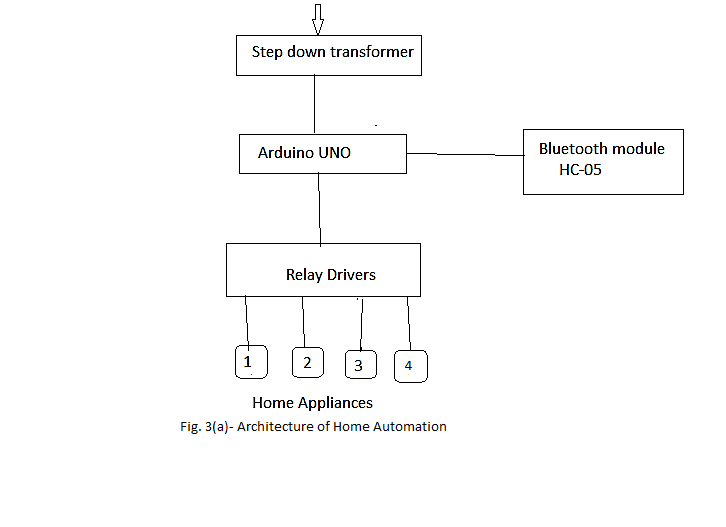 Step down transformer
Arduino UNO
Bluetooth module
HC-05
Relay Drivers
1
2
3
4
Home Appliances
Fig. 3(a)- Architecture of Home Automation